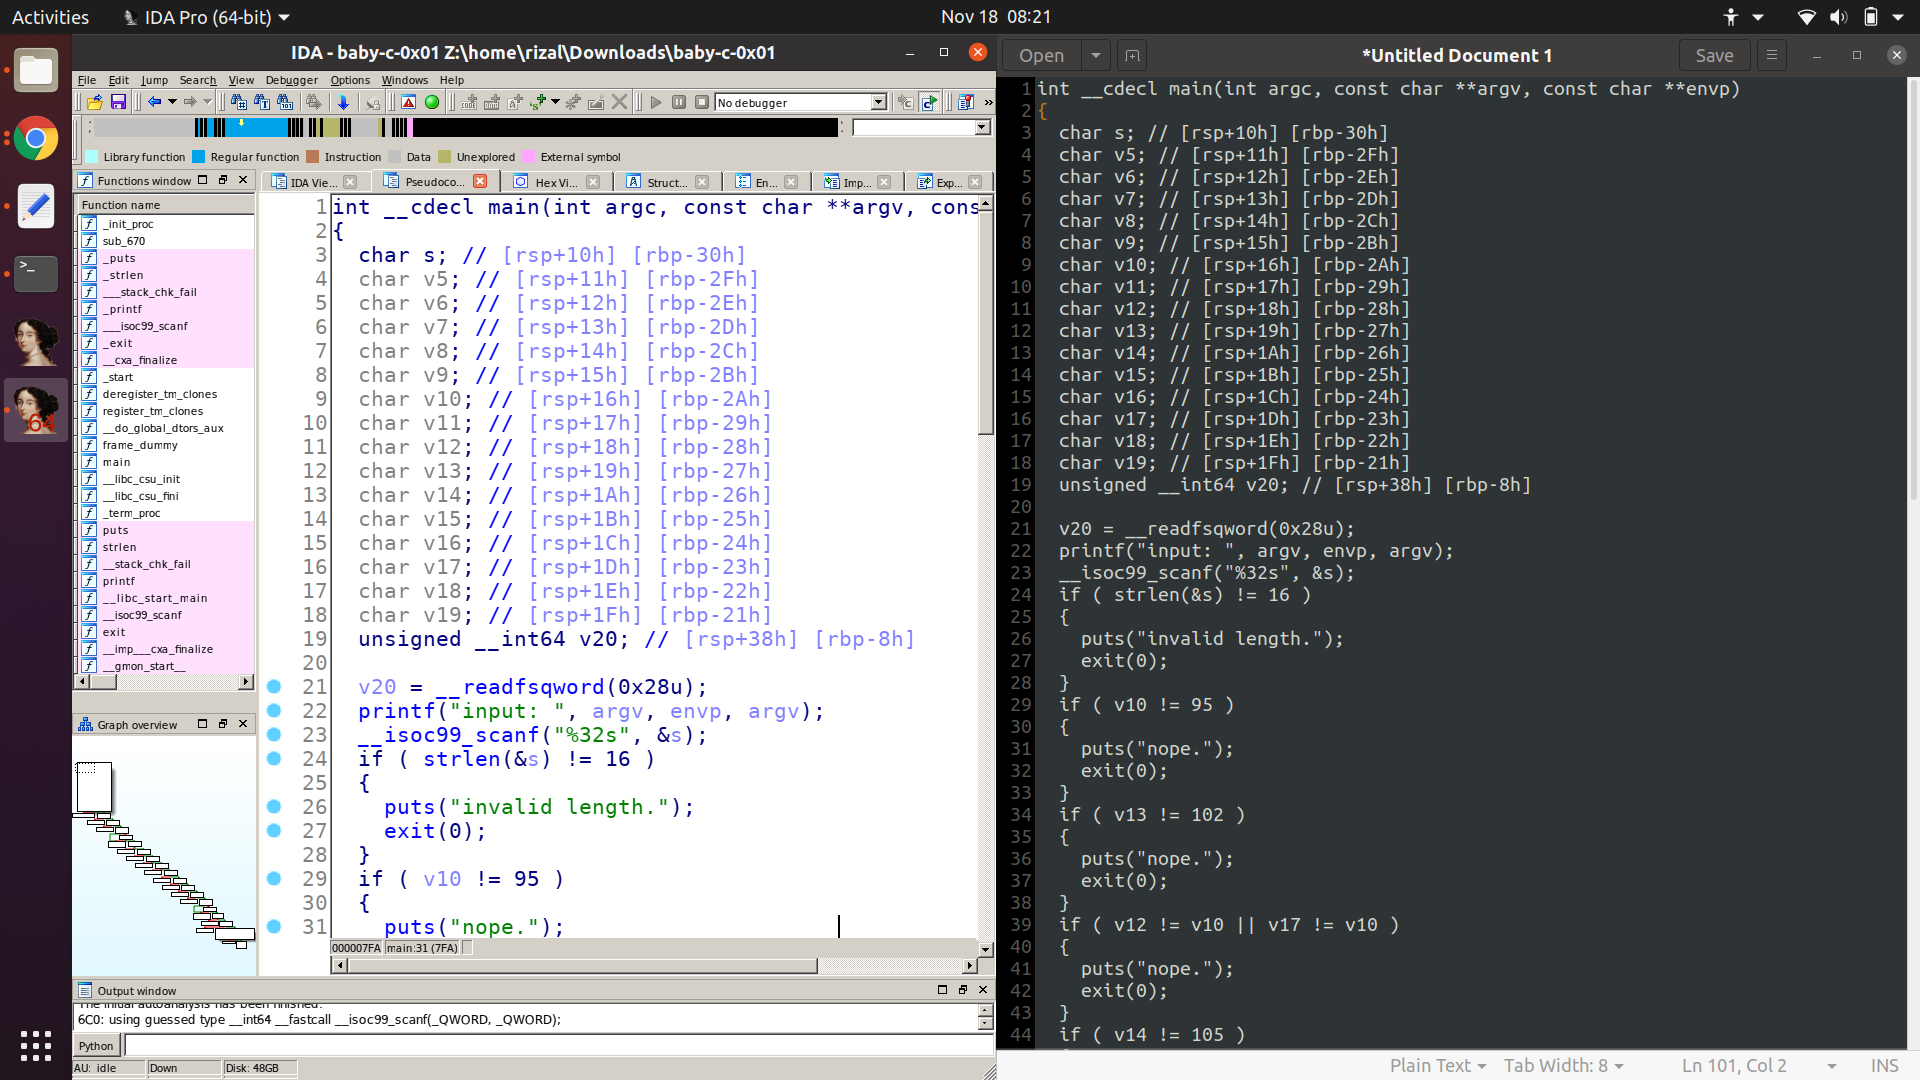 Activities
IDA Pro (64-bit)
Nov 18 08:21
IDA - baby-c-0x01 Z:\home\rizal\Downloads\baby-c-0x01
File Edit Jump Search View Debugger Options Windows Help
No debugger
Library function Regular function Instruction Data Unexplored External symbol
Functions window
IDA Vie...
Pseudoco...
Hex Vi...
Struct...
En...
Imp...
Exp...
Function name
_init_proc
sub_670
_puts
_strlen
___stack_chk_fail
_printf
___isoc99_scanf
_exit
__cxa_finalize
_start
deregister_tm_clones
register_tm_clones
__do_global_dtors_aux
frame_dummy
main
__libc_csu_init
__libc_csu_fini
_term_proc
puts
strlen
__stack_chk_fail
printf
__libc_start_main
__isoc99_scanf
exit
__imp___cxa_finalize
__gmon_start__
Graph overview
64
1 int __cdecl main(int argc, const char **argv, cons
2 {
3 char s; // [rsp+10h] [rbp-30h]
4 char v5; // [rsp+11h] [rbp-2Fh]
5 char v6; // [rsp+12h] [rbp-2Eh]
6 char v7; // [rsp+13h] [rbp-2Dh]
7 char v8; // [rsp+14h] [rbp-2Ch]
8 char v9; // [rsp+15h] [rbp-2Bh]
9 char v10; // [rsp+16h] [rbp-2Ah]
10 char v11; // [rsp+17h] [rbp-29h]
11 char v12; // [rsp+18h] [rbp-28h]
12 char v13; // [rsp+19h] [rbp-27h]
13 char v14; // [rsp+1Ah] [rbp-26h]
14 char v15; // [rsp+1Bh] [rbp-25h]
15 char v16; // [rsp+1Ch] [rbp-24h]
16 char v17; // [rsp+1Dh] [rbp-23h]
17 char v18; // [rsp+1Eh] [rbp-22h]
18 char v19; // [rsp+1Fh] [rbp-21h]
19 unsigned __int64 v20; // [rsp+38h] [rbp-8h]
20
21 v20 = __readfsqword(0x28u);
22 printf("input: ", argv, envp, argv);
23 __isoc99_scanf("%32s", &s);
24 if ( strlen(&s) != 16 )
25 {
26 puts("invalid length.");
27 exit(0);
28 }
29 if ( v10 != 95 )
30 {
31 puts("nope.");
000007FA main:31 (7FA)
Output window
The initial autoanalysis has been finished.
6C0: using guessed type __int64 __fastcall __isoc99_scanf(_QWORD, _QWORD);
Python
AU: idle Down Disk: 48GB
Open
*Untitled Document 1
Save
1 int __cdecl main(int argc, const char **argv, const char **envp)
2 {
3 char s; // [rsp+10h] [rbp-30h]
4 char v5; // [rsp+11h] [rbp-2Fh]
5 char v6; // [rsp+12h] [rbp-2Eh]
6 char v7; // [rsp+13h] [rbp-2Dh]
7 char v8; // [rsp+14h] [rbp-2Ch]
8 char v9; // [rsp+15h] [rbp-2Bh]
9 char v10; // [rsp+16h] [rbp-2Ah]
10 char v11; // [rsp+17h] [rbp-29h]
11 char v12; // [rsp+18h] [rbp-28h]
12 char v13; // [rsp+19h] [rbp-27h]
13 char v14; // [rsp+1Ah] [rbp-26h]
14 char v15; // [rsp+1Bh] [rbp-25h]
15 char v16; // [rsp+1Ch] [rbp-24h]
16 char v17; // [rsp+1Dh] [rbp-23h]
17 char v18; // [rsp+1Eh] [rbp-22h]
18 char v19; // [rsp+1Fh] [rbp-21h]
19 unsigned __int64 v20; // [rsp+38h] [rbp-8h]
20
21 v20 = __readfsqword(0x28u);
22 printf("input: ", argv, envp, argv);
23 __isoc99_scanf("%32s", &s);
24 if ( strlen(&s) != 16 )
25 {
26 puts("invalid length.");
27 exit(0);
28 }
29 if ( v10 != 95 )
30 {
31 puts("nope.");
32 exit(0);
33 }
34 if ( v13 != 102 )
35 {
36 puts("nope.");
37 exit(0);
38 }
39 if ( v12 != v10 || v17 != v10 )
40 {
41 puts("nope.");
42 exit(0);
43 }
44 if ( v14 != 105 )
Plain Text Tab Width: 8 Ln 101, Col 2 INS